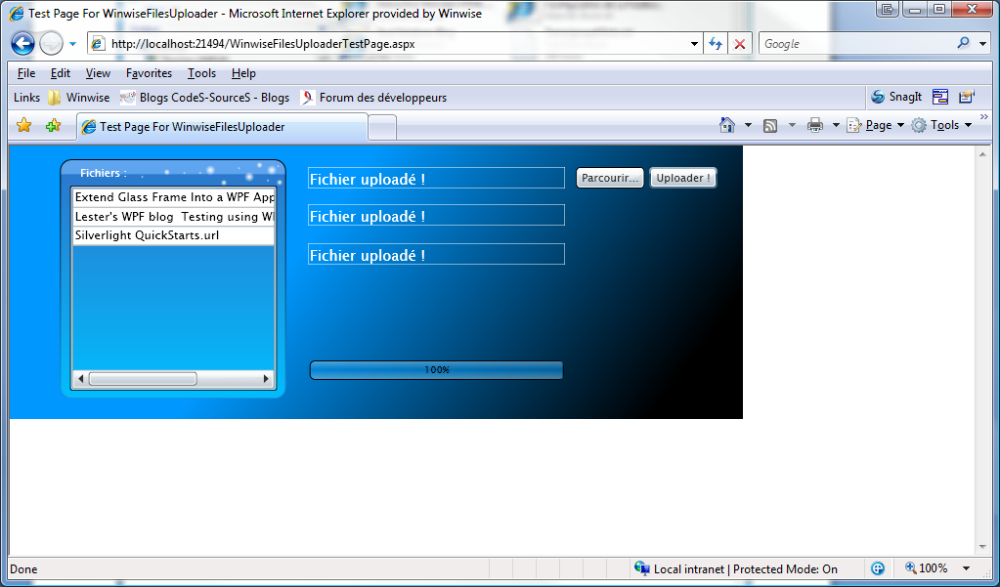 Test Page For WinwiseFilesUploader - Microsoft Internet Explorer provided by Winwise
http://localhost:21494/WinwiseFilesUploaderTestPage.aspx
Google
File Edit View Favorites Tools Help
Links Winwise Blogs CodeS-SourceS - Blogs Forum des développeurs SnagIt
Test Page For WinwiseFilesUploader Page Tools
Fichiers :
Extend Glass Frame Into a WPF App
Lester's WPF blog Testing using
Silverlight QuickStarts.url
Fichier uploadé !
Parcourir... Uploader !
Fichier uploadé !
Fichier uploadé !
100%
Done Local intranet | Protected Mode: On 100%